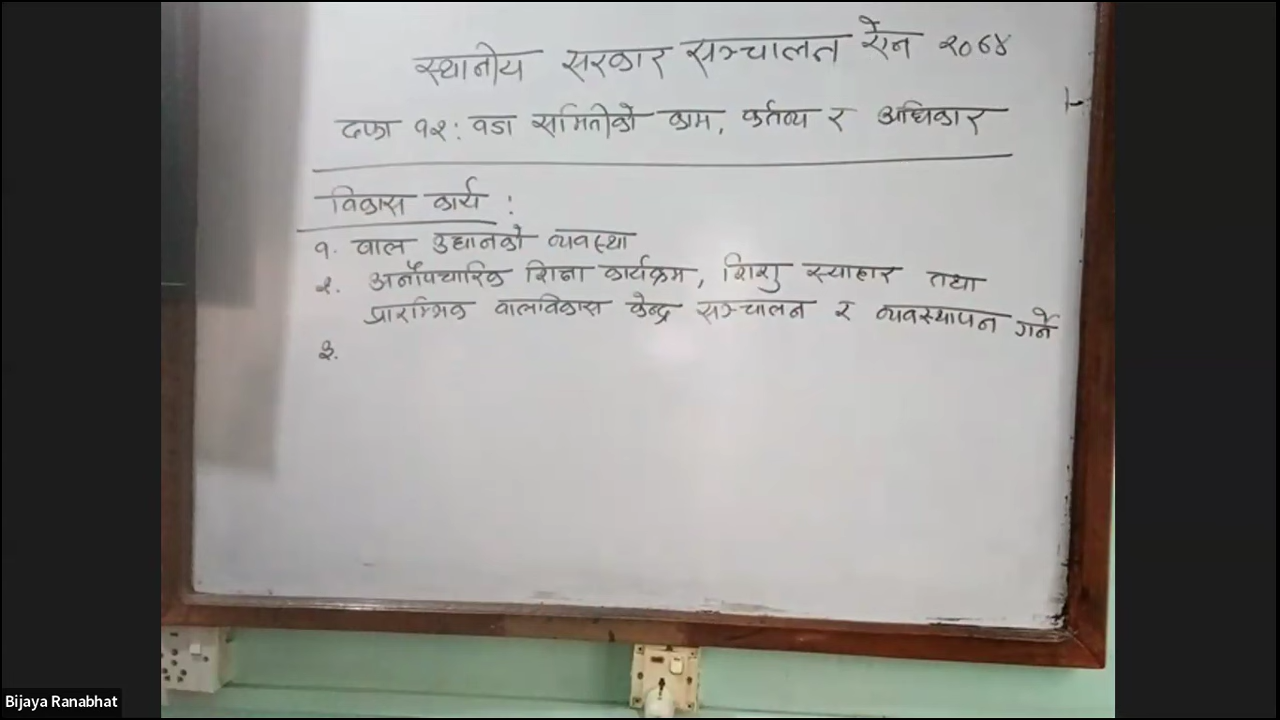 स्थानीय सरकार सञ्चालन ऐन २०७४
दफा १२: वडा समितिको काम, कर्तव्य र अधिकार
विकास कार्य :
१. बाल उद्यानको व्यवस्था
२. अनौपचारिक शिक्षा कार्यक्रम, शिशु स्याहार तथा
प्रारम्भिक बालविकास केन्द्र सञ्चालन र व्यवस्थापन गर्ने
३.
Bijaya Ranabhat